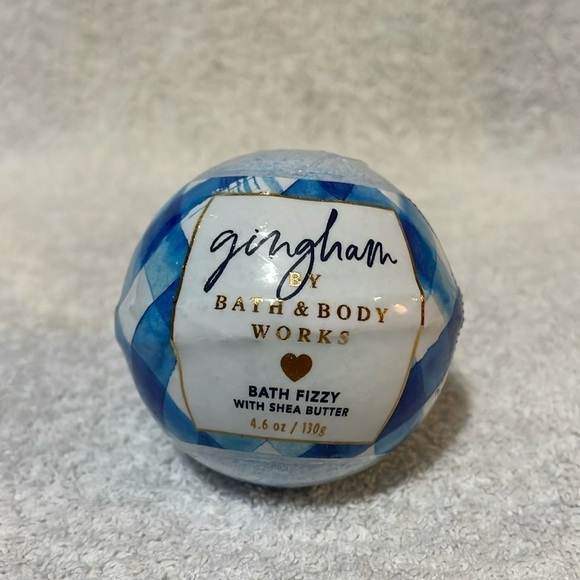 gingham
BY
BATH & BODY
WORKS
BATH FIZZY
WITH SHEA BUTTER
4.6 oz / 130g